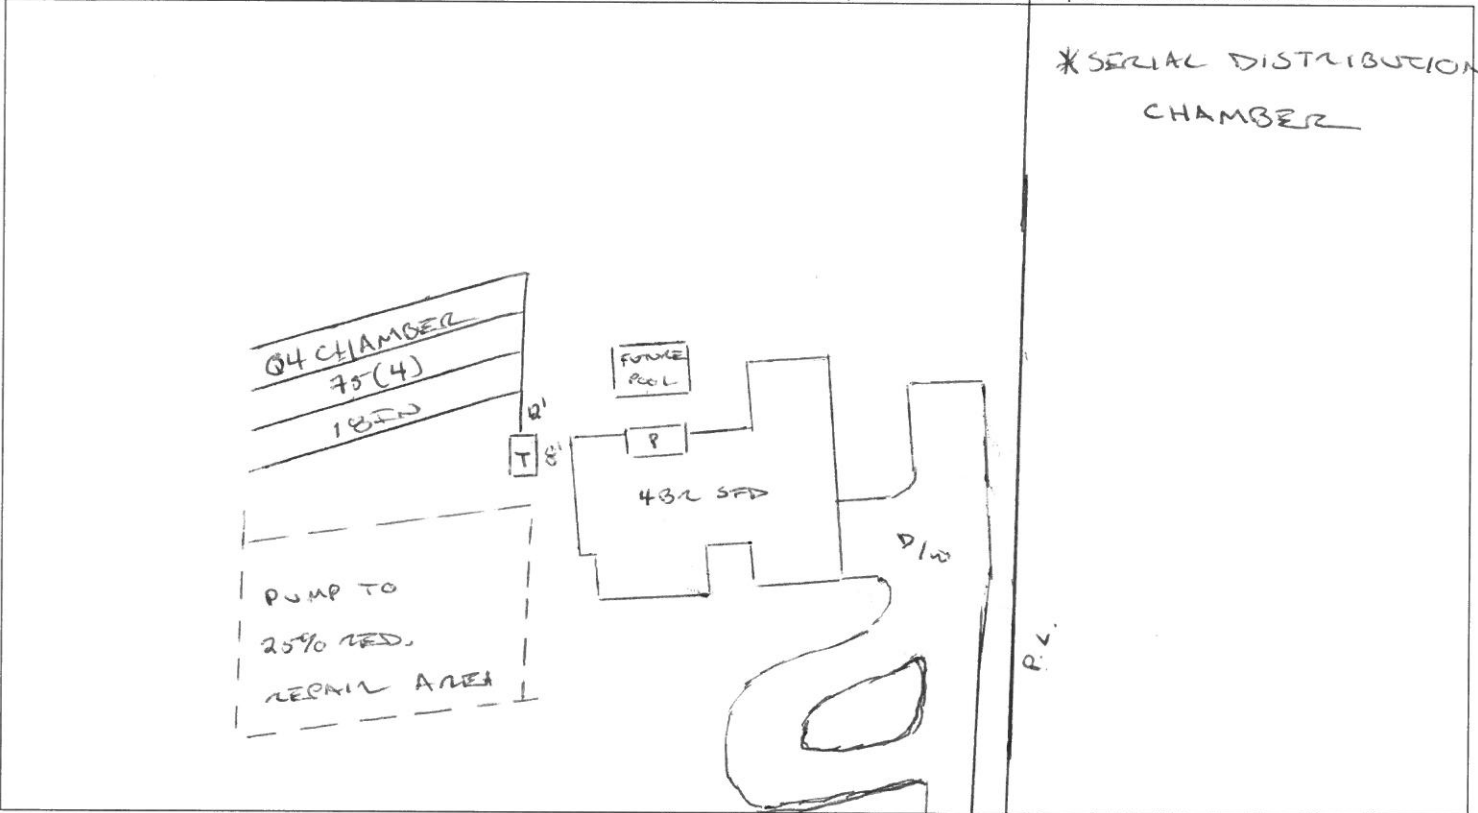 *SERIAL DISTRIBUTION
CHAMBER
Q4 CHAMBER
75(4)
18IN
FUTURE
POOL
12'
T
8'
P
4BR SFD
D/W
PUMP TO
25% RED.
REPAIR AREA
P.L.